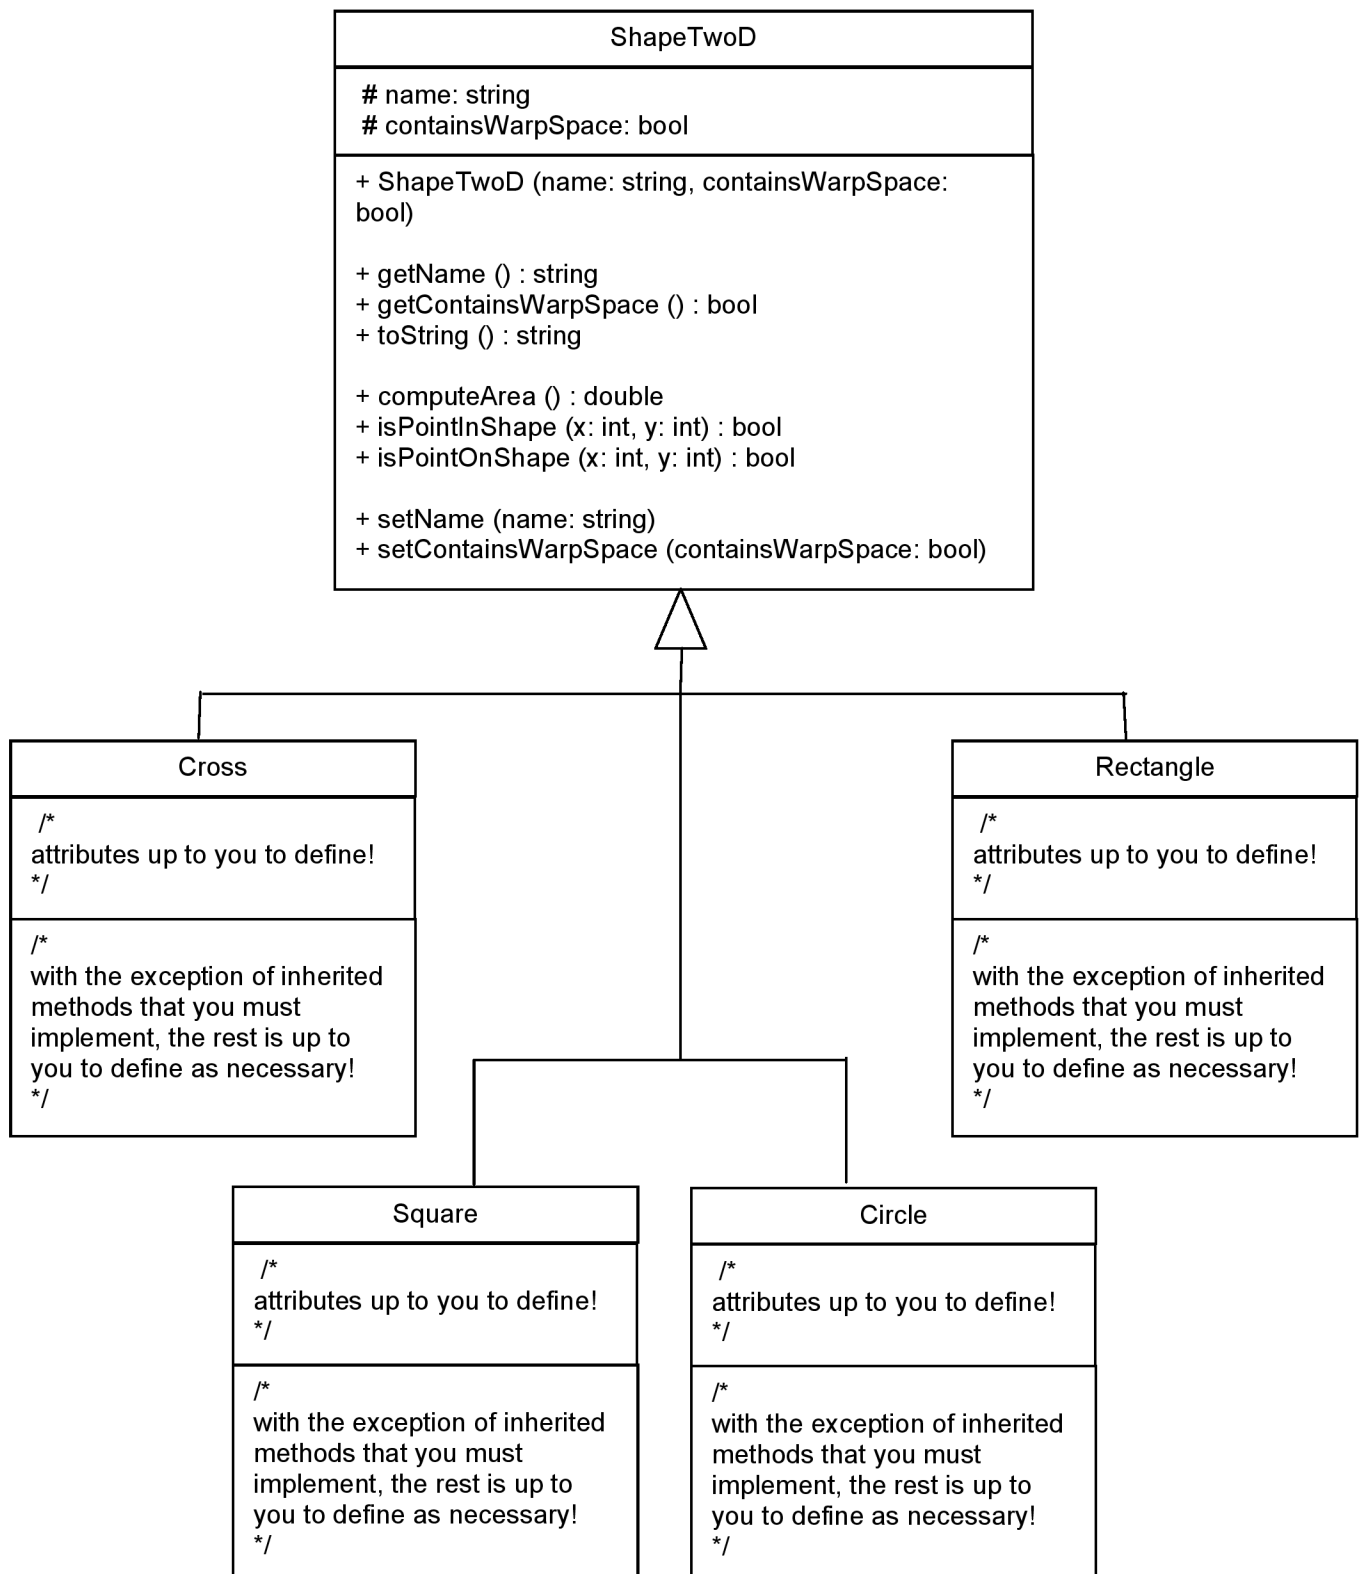 ShapeTwoD
# name: string
# containsWarpSpace: bool
+ ShapeTwoD (name: string, containsWarpSpace:
bool)
+ getName () : string
+ getContainsWarpSpace () : bool
+ toString () : string
+ computeArea () : double
+ isPointInShape (x: int, y: int) : bool
+ isPointOnShape (x: int, y: int) : bool
+ setName (name: string)
+ setContainsWarpSpace (containsWarpSpace: bool)
Cross
/*
attributes up to you to define!
*/
/*
with the exception of inherited
methods that you must
implement, the rest is up to
you to define as necessary!
*/
Rectangle
/*
attributes up to you to define!
*/
/*
with the exception of inherited
methods that you must
implement, the rest is up to
you to define as necessary!
*/
Square
/*
attributes up to you to define!
*/
/*
with the exception of inherited
methods that you must
implement, the rest is up to
you to define as necessary!
*/
Circle
/*
attributes up to you to define!
*/
/*
with the exception of inherited
methods that you must
implement, the rest is up to
you to define as necessary!
*/